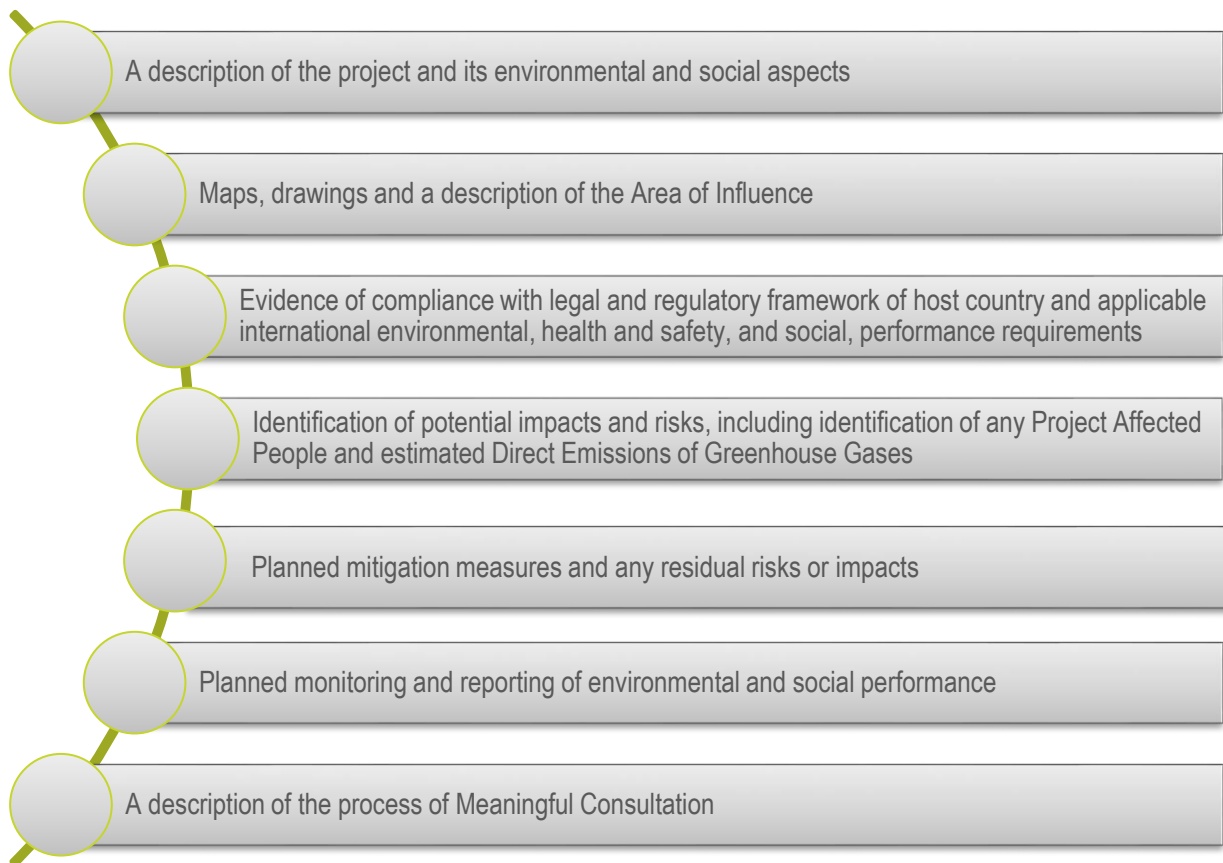 A description of the project and its environmental and social aspects
Maps, drawings and a description of the Area of Influence
Evidence of compliance with legal and regulatory framework of host country and applicable
international environmental, health and safety, and social, performance requirements
Identification of potential impacts and risks, including identification of any Project Affected
People and estimated Direct Emissions of Greenhouse Gases
Planned mitigation measures and any residual risks or impacts
Planned monitoring and reporting of environmental and social performance
A description of the process of Meaningful Consultation